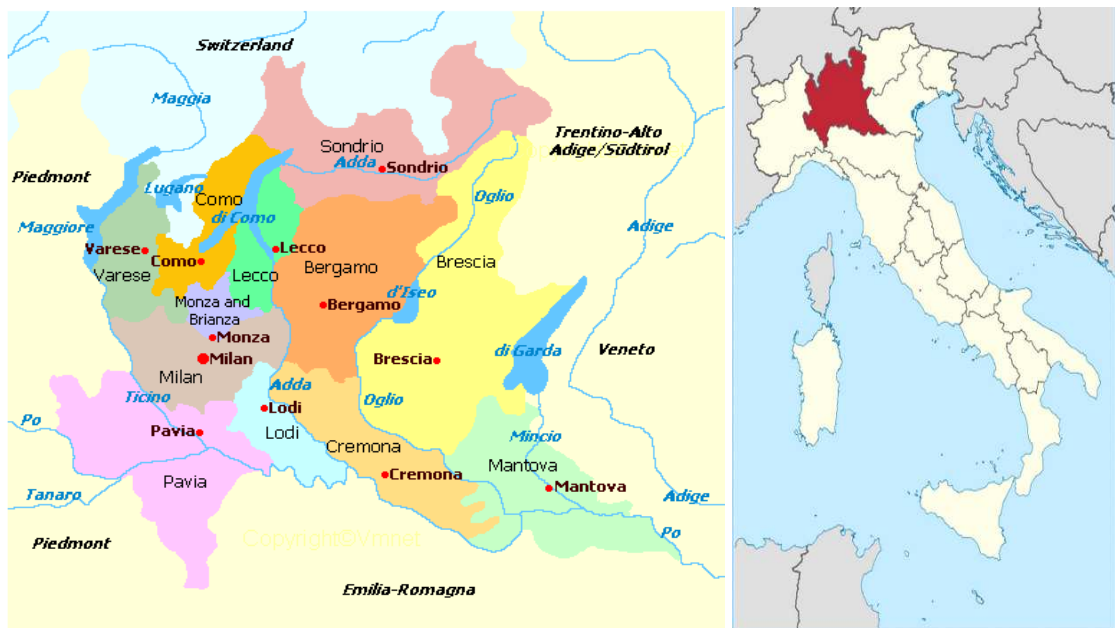 Switzerland
Maggia
Trentino-Alto
Adige/Südtirol
Sondrio
Adda
Sondrio
Piedmont
Lugano
Como
Oglio
Maggiore
di Como
Adige
Varese
Como
Lecco
Varese
Lecco
Bergamo
Brescia
d'Iseo
Monza and
Brianza
Bergamo
Monza
Milan
Milan
Brescia
di Garda
Veneto
Ticino
Adda
Oglio
Po
Lodi
Pavia
Lodi
Cremona
Mincio
Mantova
Cremona
Pavia
Mantova
Tanaro
Adige
Po
Piedmont
Copyright©Vmnet
Emilia-Romagna